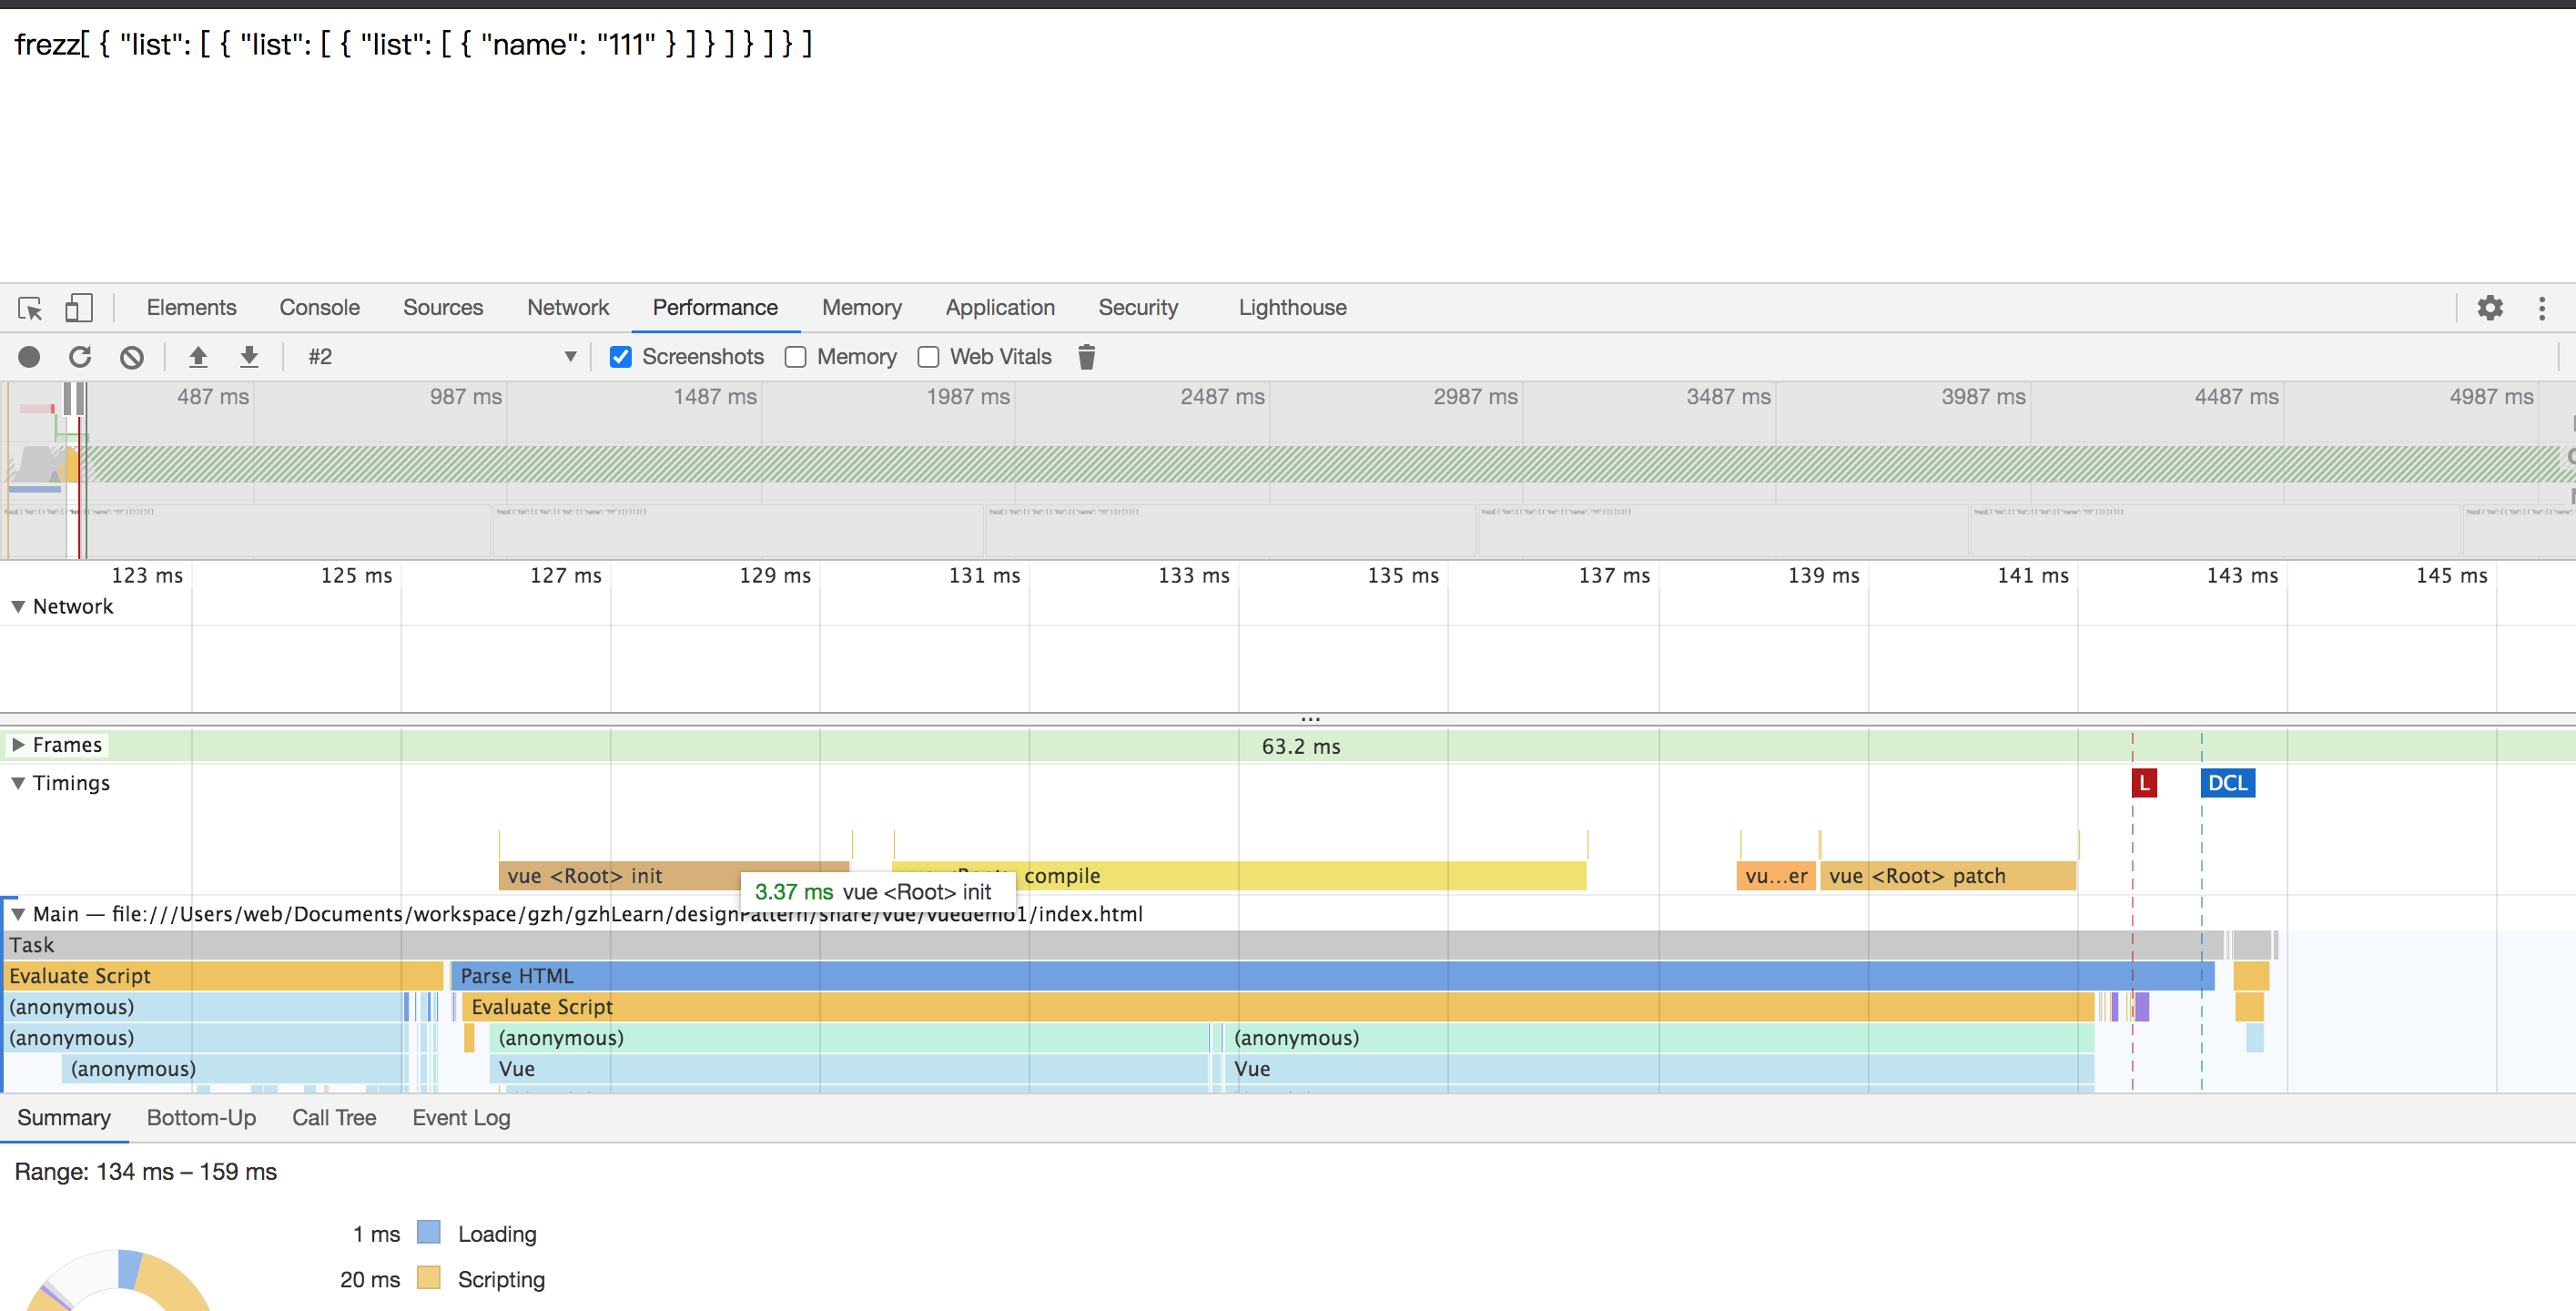 frezz[ { "list": [ { "list": [ { "list": [ { "name": "111" } ] } ] } ] } ]
Elements Console Sources Network Performance Memory Application Security Lighthouse
#2 Screenshots Memory Web Vitals
487 ms 987 ms 1487 ms 1987 ms 2487 ms 2987 ms 3487 ms 3987 ms 4487 ms 4987 ms
123 ms 125 ms 127 ms 129 ms 131 ms 133 ms 135 ms 137 ms 139 ms 141 ms 143 ms 145 ms
Network
...
Frames 63.2 ms
Timings L DCL
vue <Root> init compile vu...er vue <Root> patch
3.37 ms vue <Root> init
Main — file:///Users/web/Documents/workspace/gzh/gzhLearn/designPattern/share/vue/vuedemo1/index.html
Task
Evaluate Script Parse HTML
(anonymous) Evaluate Script
(anonymous) (anonymous) (anonymous)
(anonymous) Vue Vue
Summary Bottom-Up Call Tree Event Log
Range: 134 ms – 159 ms
1 ms Loading
20 ms Scripting